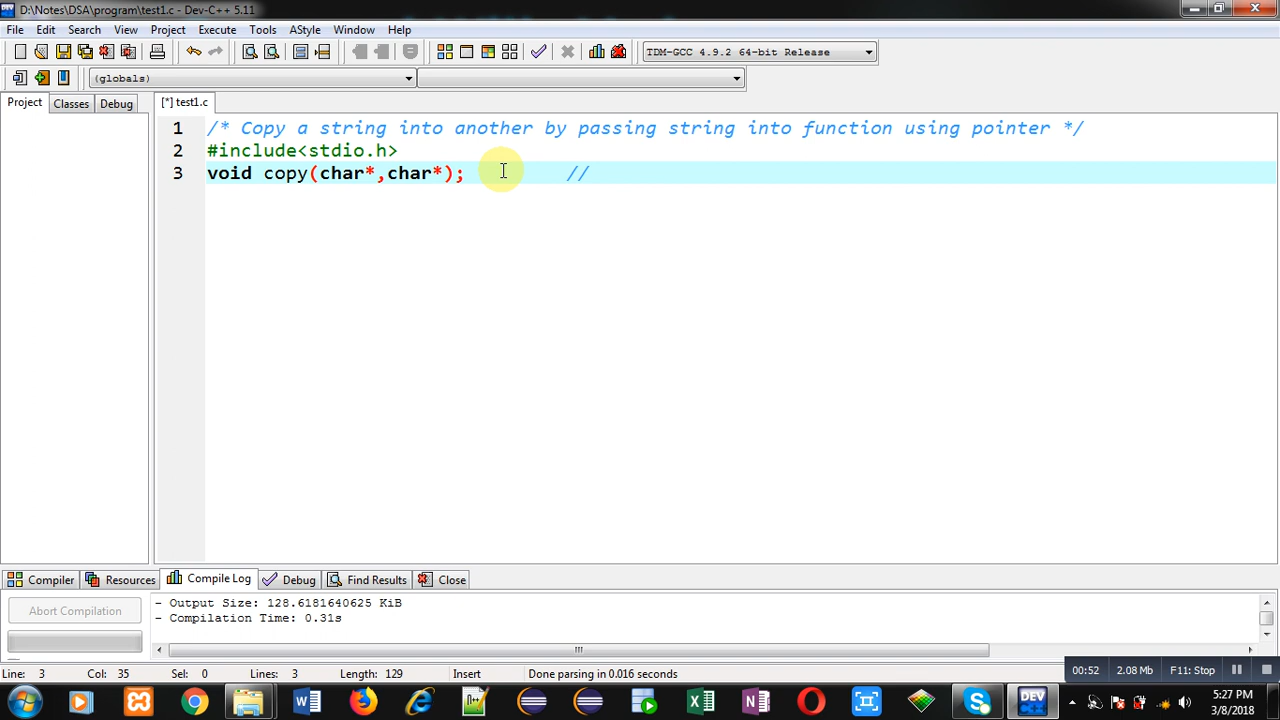 D:\Notes\DSA\program\test1.c - Dev-C++ 5.11
File Edit Search View Project Execute Tools AStyle Window Help
TDM-GCC 4.9.2 64-bit Release
(globals)
Project Classes Debug [*] test1.c
1 /* Copy a string into another by passing string into function using pointer */
2 #include<stdio.h>
3 void copy(char*,char*); //
Compiler Resources Compile Log Debug Find Results Close
Abort Compilation
- Output Size: 128.6181640625 KiB
- Compilation Time: 0.31s
Line: 3 Col: 35 Sel: 0 Lines: 3 Length: 129 Insert Done parsing in 0.016 seconds
00:52 2.08 Mb F11: Stop
DEV
5:27 PM
3/8/2018